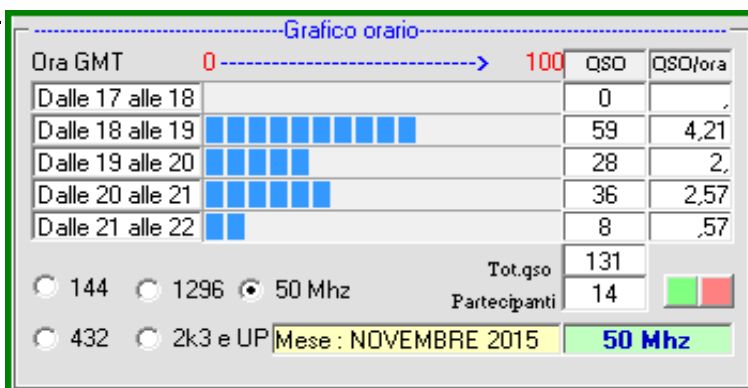 Grafico orario
Ora GMT 0 100 QSO QSO/ora
Dalle 17 alle 18 0 ,
Dalle 18 alle 19 59 4,21
Dalle 19 alle 20 28 2,
Dalle 20 alle 21 36 2,57
Dalle 21 alle 22 8 ,57
Tot.qso 131
144 1296 50 Mhz Partecipanti 14
432 2k3 e UP Mese : NOVEMBRE 2015 50 Mhz